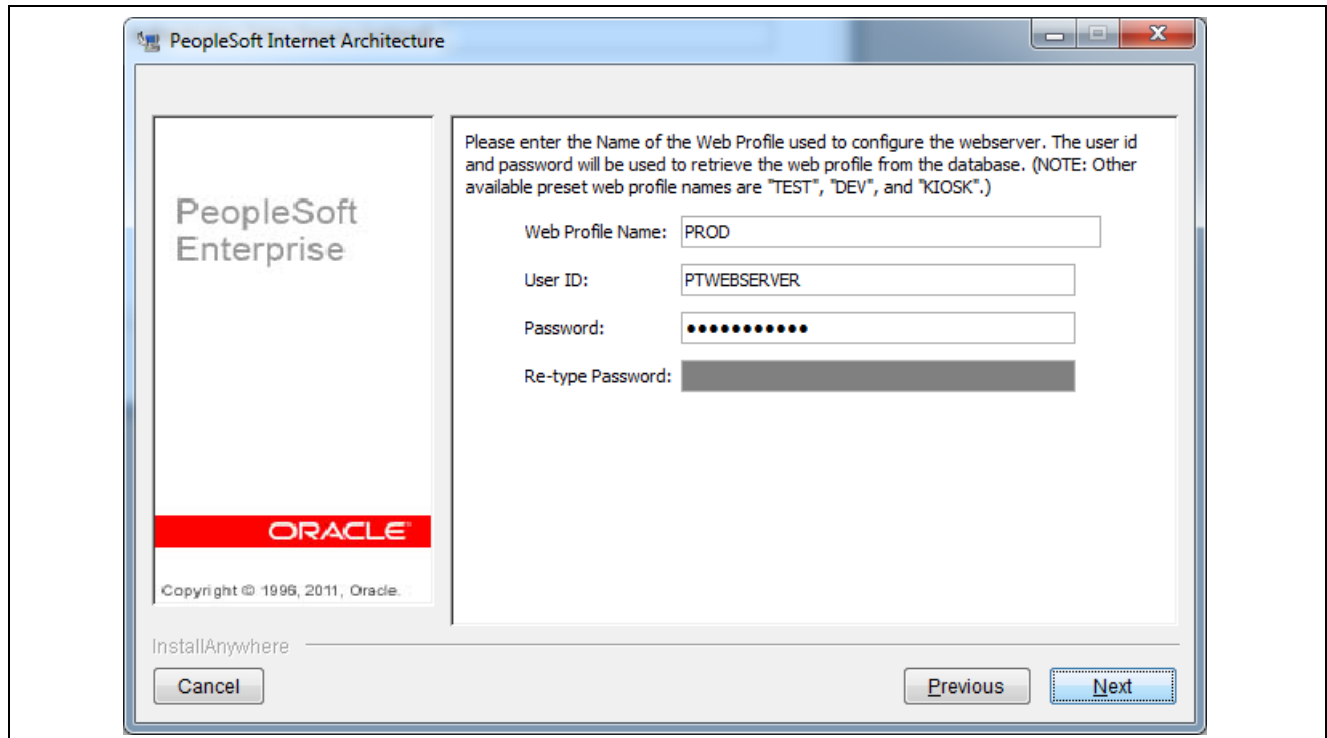 PeopleSoft Internet Architecture
PeopleSoft
Enterprise
ORACLE
Copyright © 1996, 2011, Oracle.
Please enter the Name of the Web Profile used to configure the webserver. The user id
and password will be used to retrieve the web profile from the database. (NOTE: Other
available preset web profile names are "TEST", "DEV", and "KIOSK".)
Web Profile Name: PROD
User ID: PTWEBSERVER
Password: •••••••••••
Re-type Password:
InstallAnywhere
Cancel Previous Next